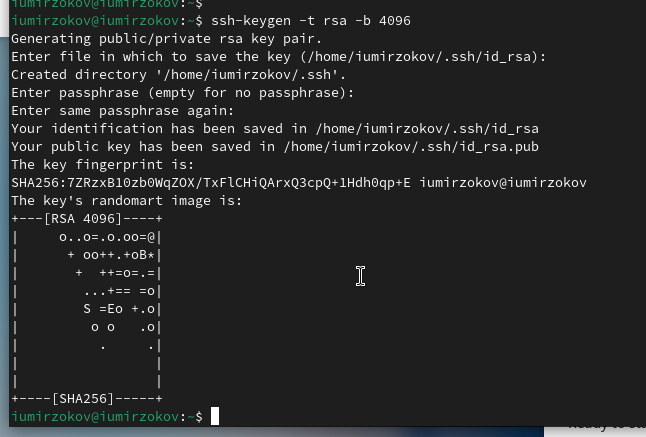 iumirzokov@iumirzokov:~$
iumirzokov@iumirzokov:~$ ssh-keygen -t rsa -b 4096
Generating public/private rsa key pair.
Enter file in which to save the key (/home/iumirzokov/.ssh/id_rsa):
Created directory '/home/iumirzokov/.ssh'.
Enter passphrase (empty for no passphrase):
Enter same passphrase again:
Your identification has been saved in /home/iumirzokov/.ssh/id_rsa
Your public key has been saved in /home/iumirzokov/.ssh/id_rsa.pub
The key fingerprint is:
SHA256:7ZRzxB10zb0WqZOX/TxFlCHiQArxQ3cpQ+1Hdh0qp+E iumirzokov@iumirzokov
The key's randomart image is:
+---[RSA 4096]----+
|     o..o=.o.oo=@|
|      + oo++.+oB*|
|       +  ++=o=.=|
|        ...+== =o|
|        S =Eo +.o|
|         o o   .o|
|          .     .|
|                 |
|                 |
+----[SHA256]-----+
iumirzokov@iumirzokov:~$